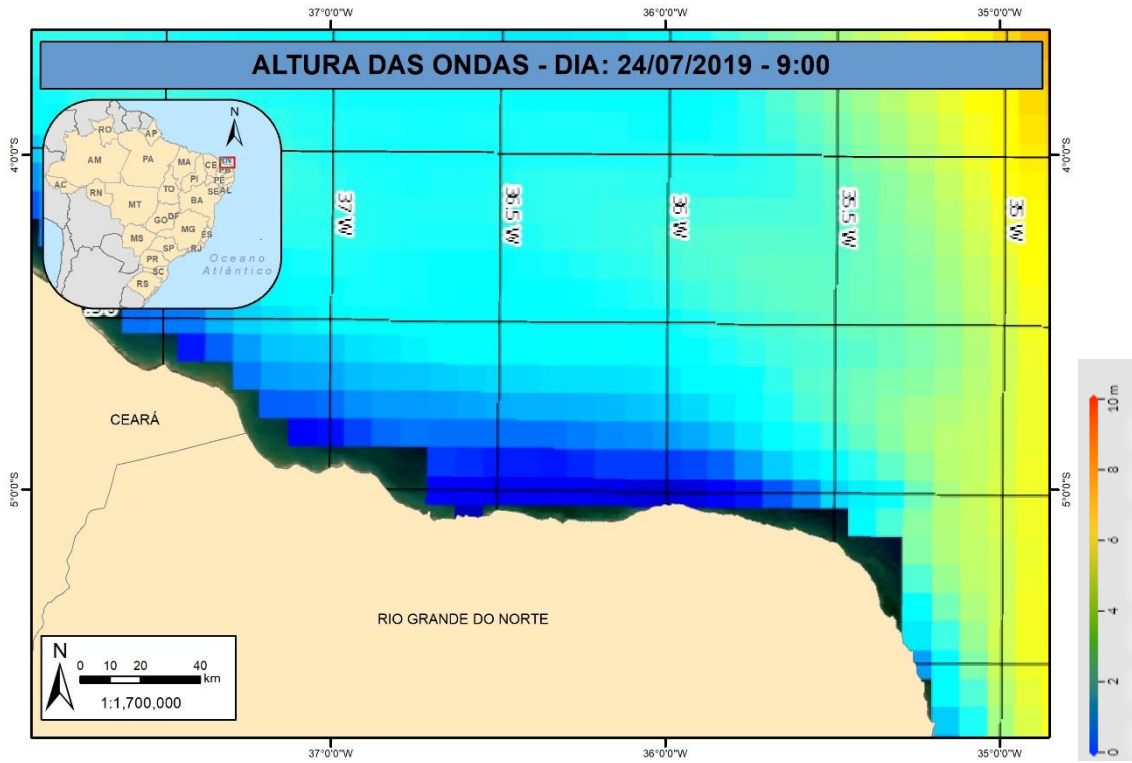 37°0'0"W
36°0'0"W
35°0'0"W
ALTURA DAS ONDAS - DIA: 24/07/2019 - 9:00
N
RO
AP
AM
PA
MA
CE
RN
PB
PE
PI
AC
RN
TO
SE
AL
BA
MT
DF
GO
MG
MS
ES
SP
RJ
PR
SC
RS
Oceano
Atlântico
4°0'0"S
4°0'0"S
37 W
36.5 W
36 W
35.5 W
35 W
CEARÁ
5°0'0"S
5°0'0"S
RIO GRANDE DO NORTE
N
0 10 20 40
km
1:1,700,000
10 m
8
6
4
2
0
37°0'0"W
36°0'0"W
35°0'0"W